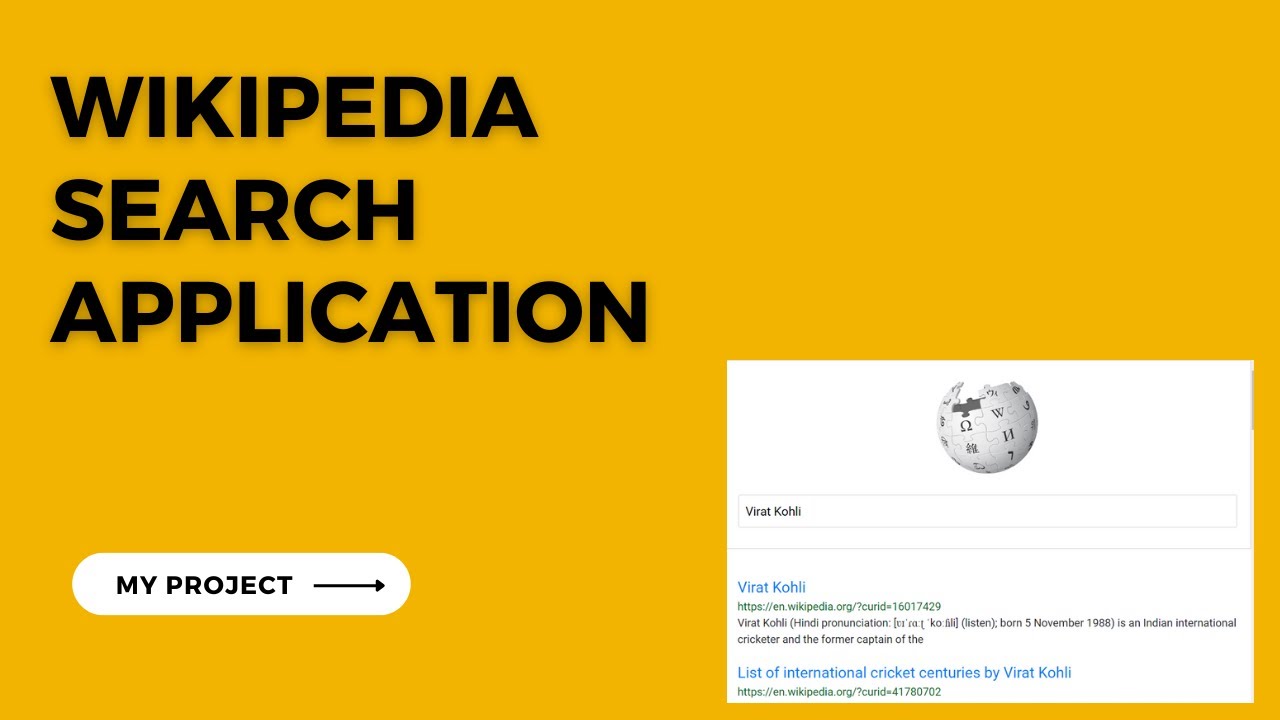 WIKIPEDIA
SEARCH
APPLICATION
MY PROJECT
Ω W
維 И
Virat Kohli
Virat Kohli
https://en.wikipedia.org/?curid=16017429
Virat Kohli (Hindi pronunciation: [ʋɪˈɾɑːʈ ˈkoːɦli] (listen); born 5 November 1988) is an Indian international
cricketer and the former captain of the
List of international cricket centuries by Virat Kohli
https://en.wikipedia.org/?curid=41780702